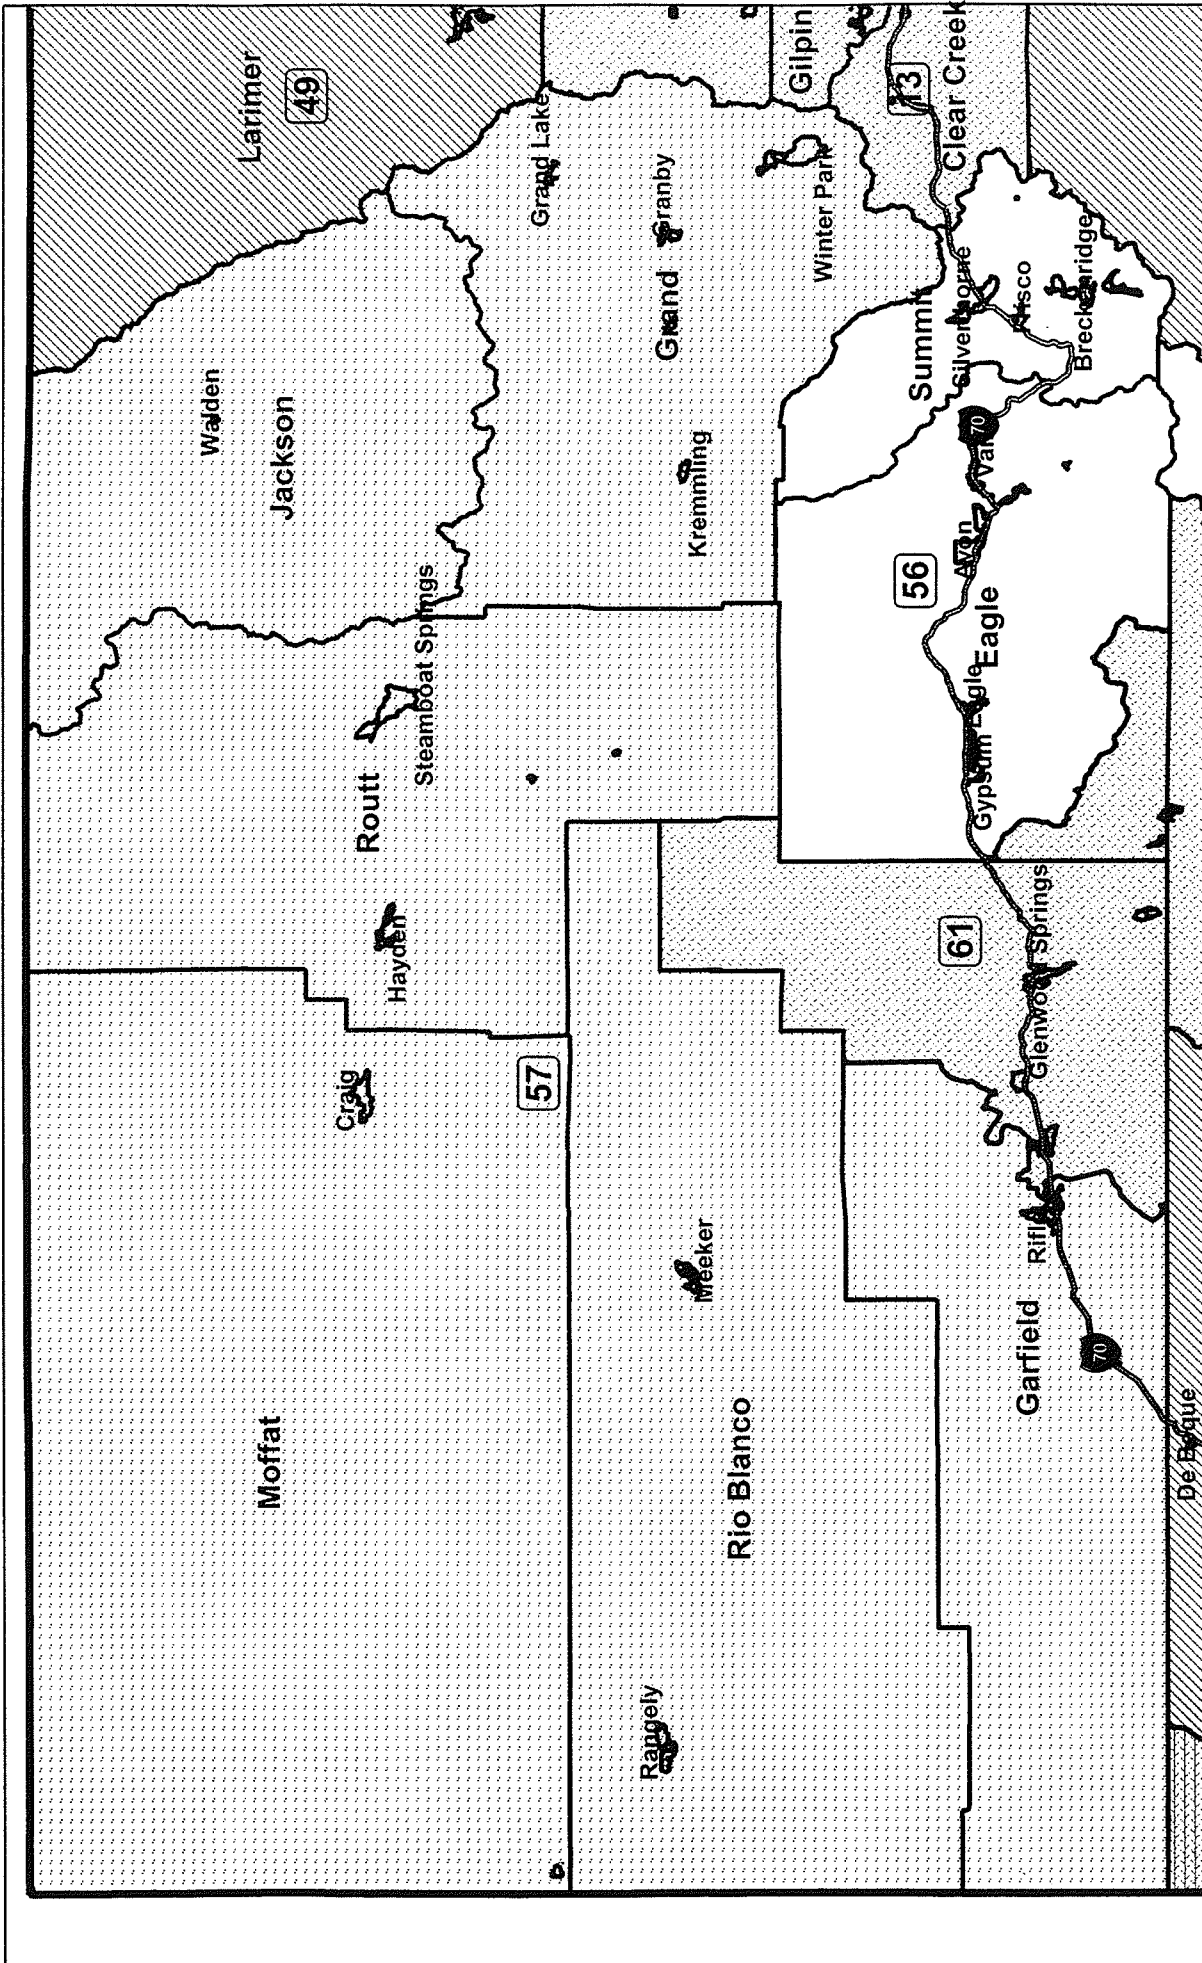 Larimer
49
Walden
Jackson
Grand Lake
Granby
Grand
Kremmling
Winter Park
Gilpin
13
Clear Creek
Summit
Silverthorne
Frisco
Breckenridge
70
Vail
Avon
56
Eagle
Eagle
Gypsum
Steamboat Springs
Routt
Hayden
Craig
57
Moffat
Meeker
Rio Blanco
Rangely
61
Glenwood Springs
Rifle
Garfield
70
De Beque